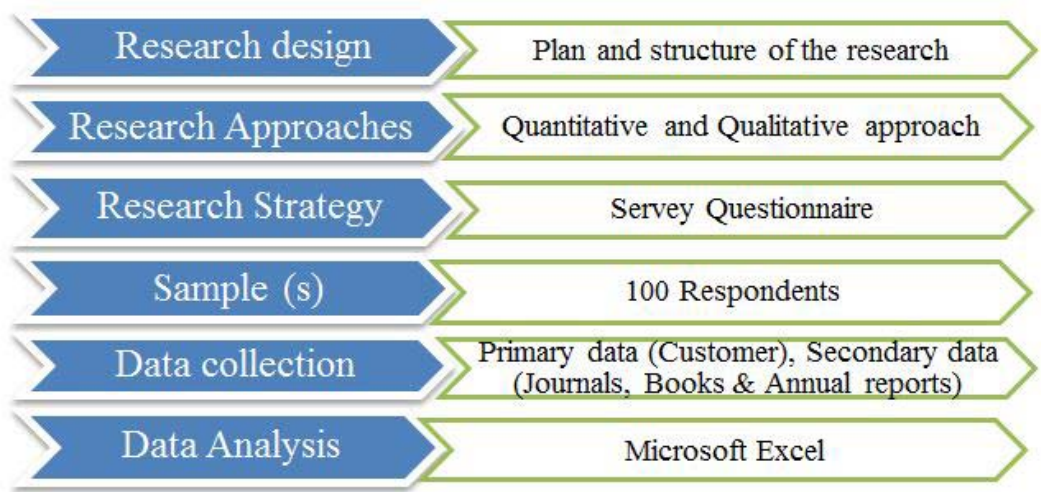 Research design
Plan and structure of the research
Research Approaches
Quantitative and Qualitative approach
Research Strategy
Servey Questionnaire
Sample (s)
100 Respondents
Data collection
Primary data (Customer), Secondary data
(Journals, Books & Annual reports)
Data Analysis
Microsoft Excel